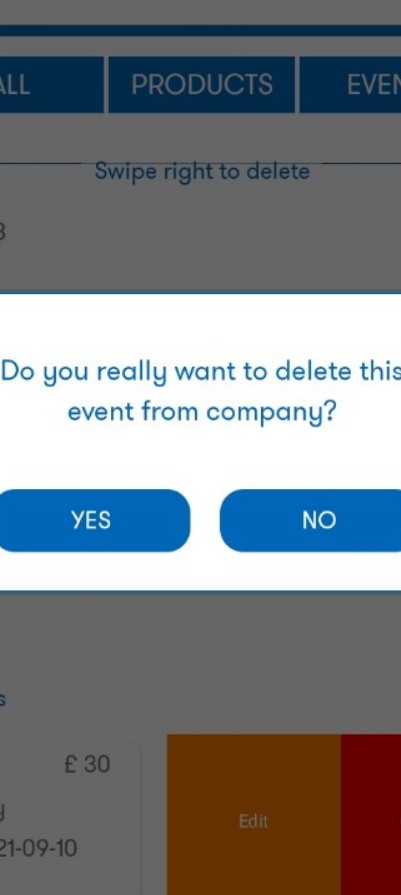 ALL PRODUCTS EVEN
Swipe right to delete
3
Do you really want to delete this
event from company?
YES NO
s
£ 30
y
21-09-10
Edit